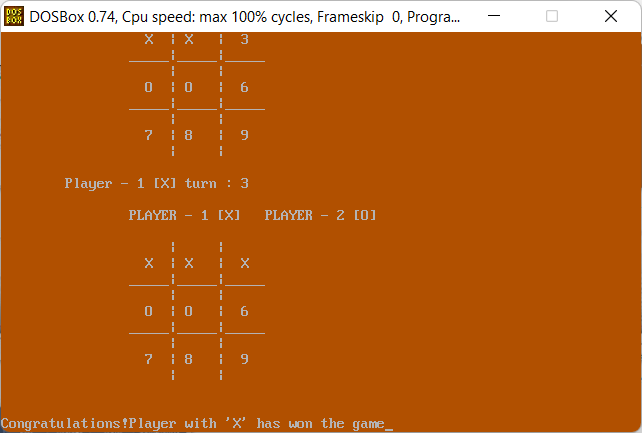 DOS BOX
DOSBox 0.74, Cpu speed: max 100% cycles, Frameskip 0, Progra...
X ¦ X ¦ 3
_____¦_____¦_____
O ¦ O ¦ 6
_____¦_____¦_____
7 ¦ 8 ¦ 9
Player - 1 [X] turn : 3
PLAYER - 1 [X] PLAYER - 2 [O]
X ¦ X ¦ X
_____¦_____¦_____
O ¦ O ¦ 6
_____¦_____¦_____
7 ¦ 8 ¦ 9
Congratulations!Player with 'X' has won the game_